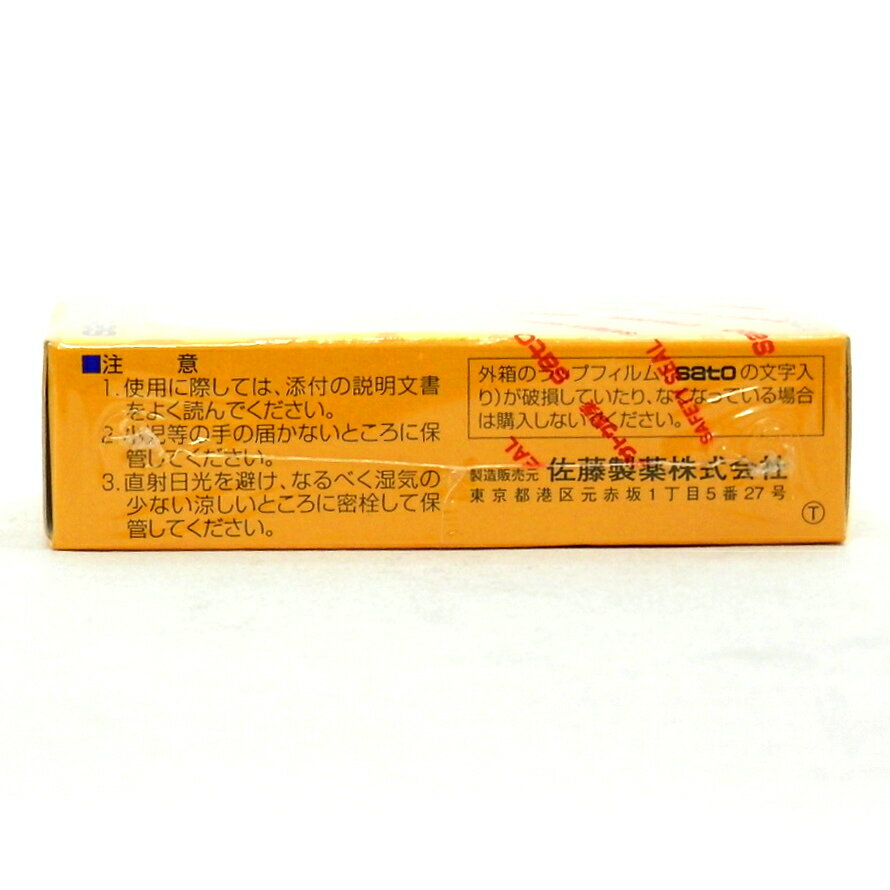 ■注 意
1. 使用に際しては、添付の説明文書
をよく読んでください。
2. 小児等の手の届かないところに保
管してください。
3. 直射日光を避け、なるべく湿気の
少ない涼しいところに密栓して保
管してください。
外箱のラップフィルム(satoの文字入
り)が破損していたり、なくなっている場合
は購入しないでください。
製造販売元 佐藤製薬株式会社
東京都港区元赤坂1丁目5番27号
T
sato
SAFETY SEAL